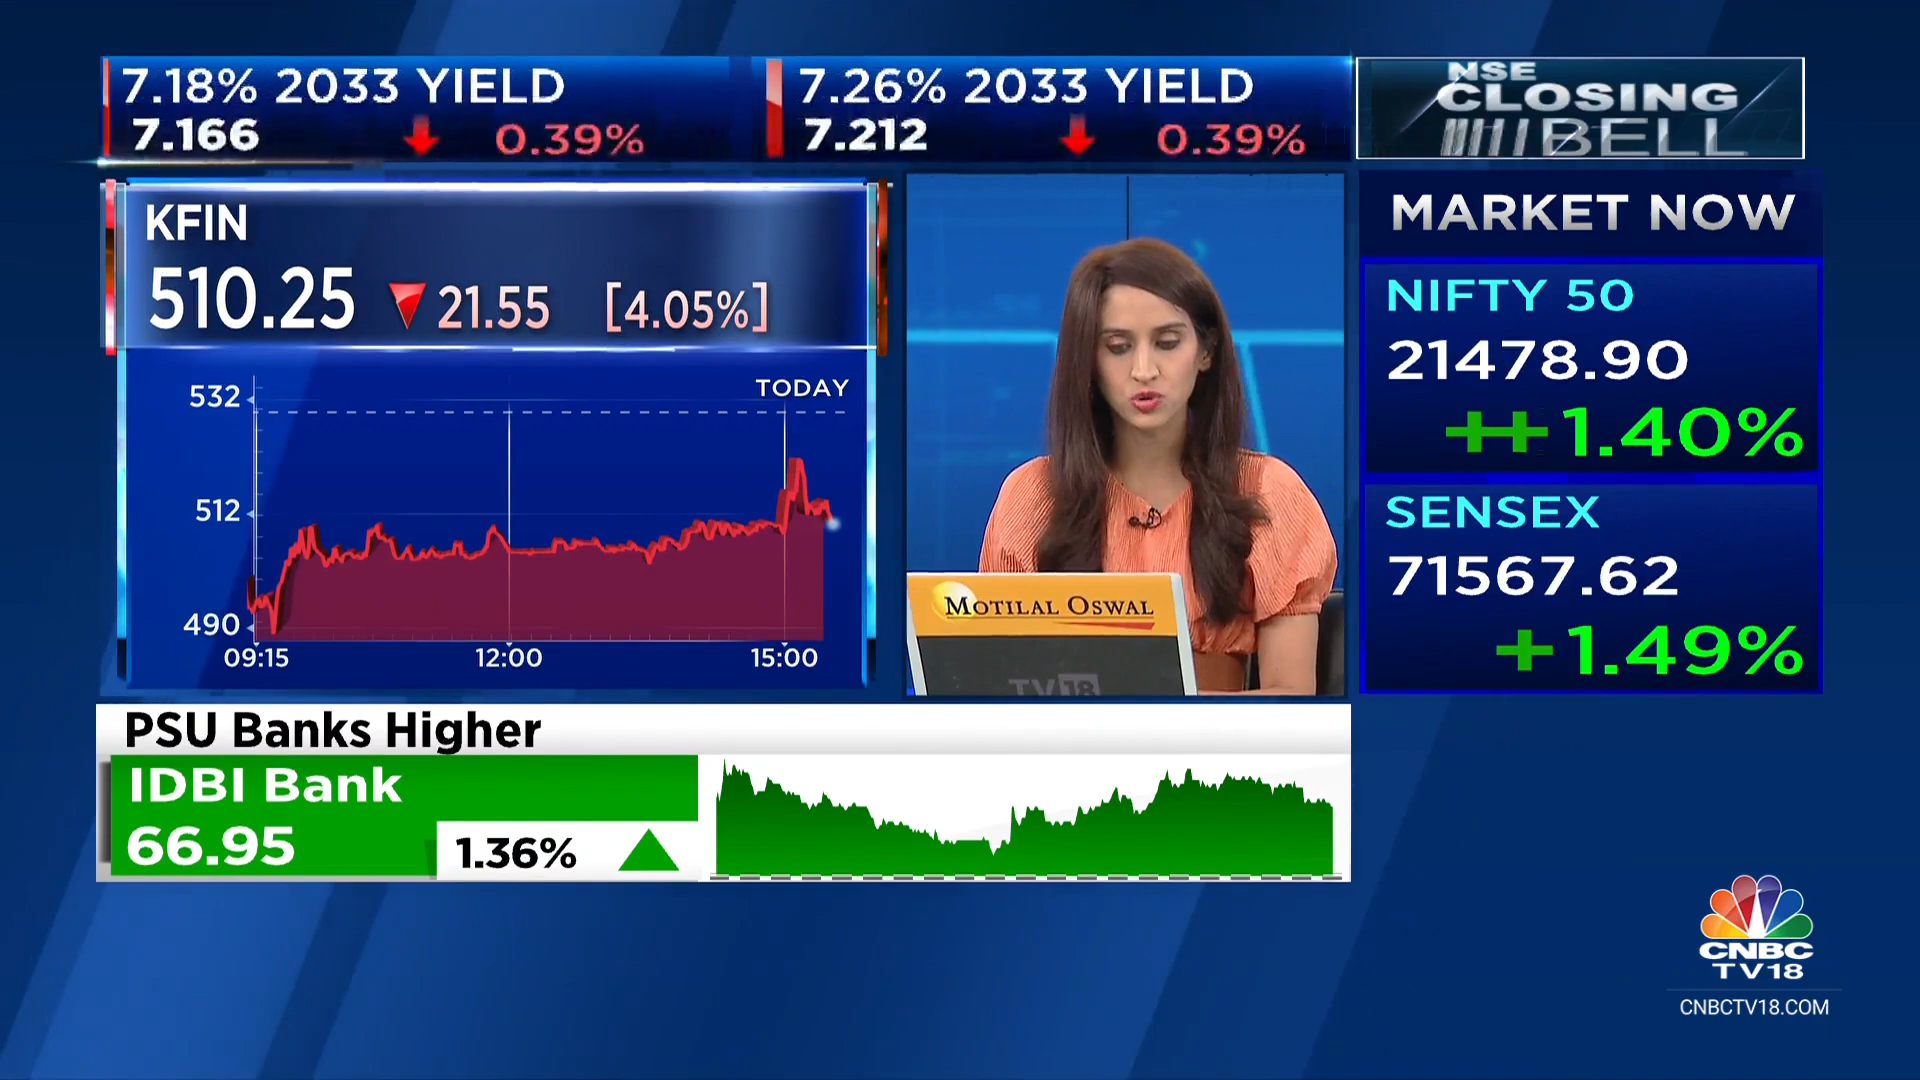 7.18% 2033 YIELD
7.166 0.39%
7.26% 2033 YIELD
7.212 0.39%
NSE
CLOSING
BELL
KFIN
510.25 21.55 [4.05%]
TODAY
532
512
490
09:15 12:00 15:00
MOTILAL OSWAL
TV18
MARKET NOW
NIFTY 50
21478.90
++1.40%
SENSEX
71567.62
+1.49%
PSU Banks Higher
IDBI Bank
66.95
1.36%
CNBC
TV18
CNBCTV18.COM